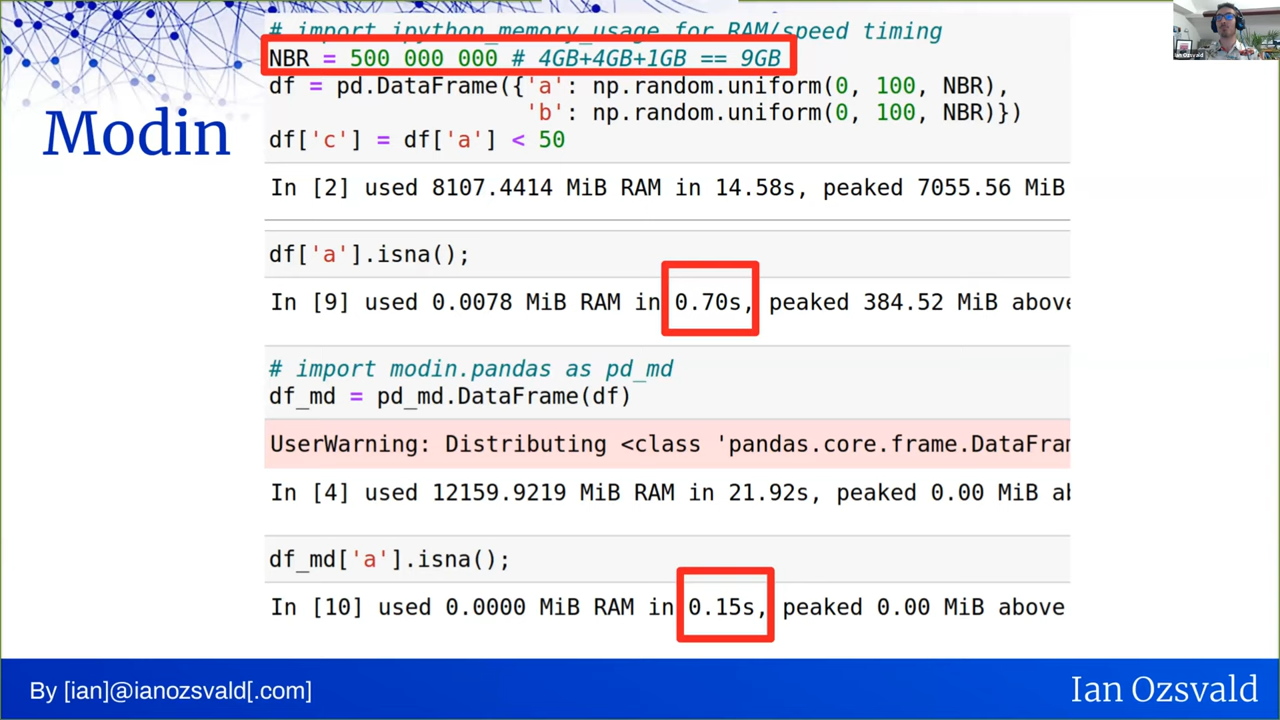 # import ipython_memory_usage for RAM/speed timing
NBR = 500 000 000 # 4GB+4GB+1GB == 9GB
df = pd.DataFrame({'a': np.random.uniform(0, 100, NBR),
'b': np.random.uniform(0, 100, NBR)})
df['c'] = df['a'] < 50
Modin
In [2] used 8107.4414 MiB RAM in 14.58s, peaked 7055.56 MiB
df['a'].isna();
In [9] used 0.0078 MiB RAM in 0.70s, peaked 384.52 MiB above
# import modin.pandas as pd_md
df_md = pd_md.DataFrame(df)
UserWarning: Distributing <class 'pandas.core.frame.DataFram
In [4] used 12159.9219 MiB RAM in 21.92s, peaked 0.00 MiB ab
df_md['a'].isna();
In [10] used 0.0000 MiB RAM in 0.15s, peaked 0.00 MiB above
By [ian]@ianozsvald[.com]
Ian Ozsvald
Ian Ozsvald